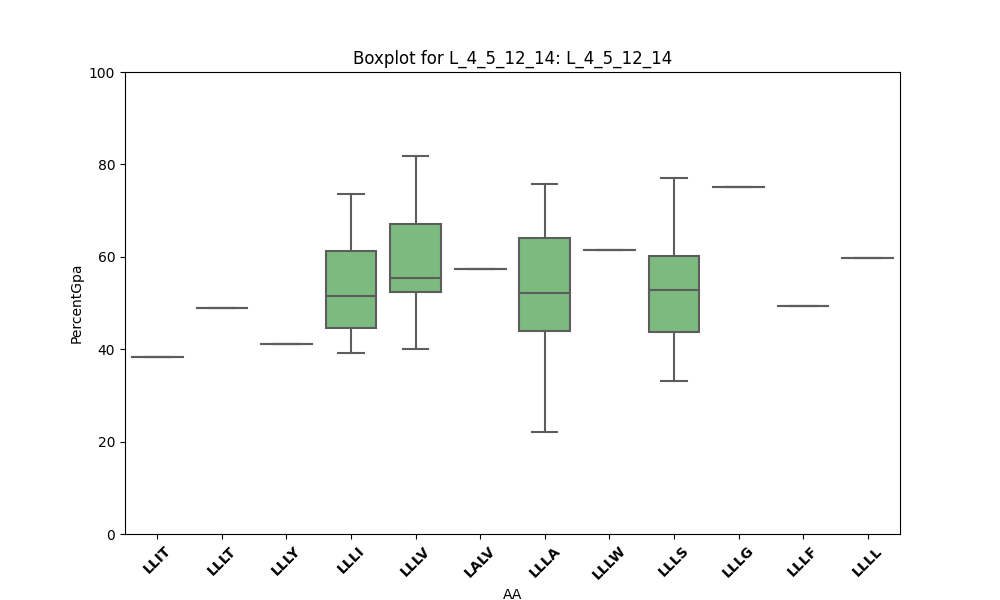 Boxplot for L_4_5_12_14: L_4_5_12_14
100
80
60
40
20
0
PercentGpa
LLIT LLLT LLLY LLLI LLLV LALV LLLA LLLW LLLS LLLG LLLF LLLL
AA